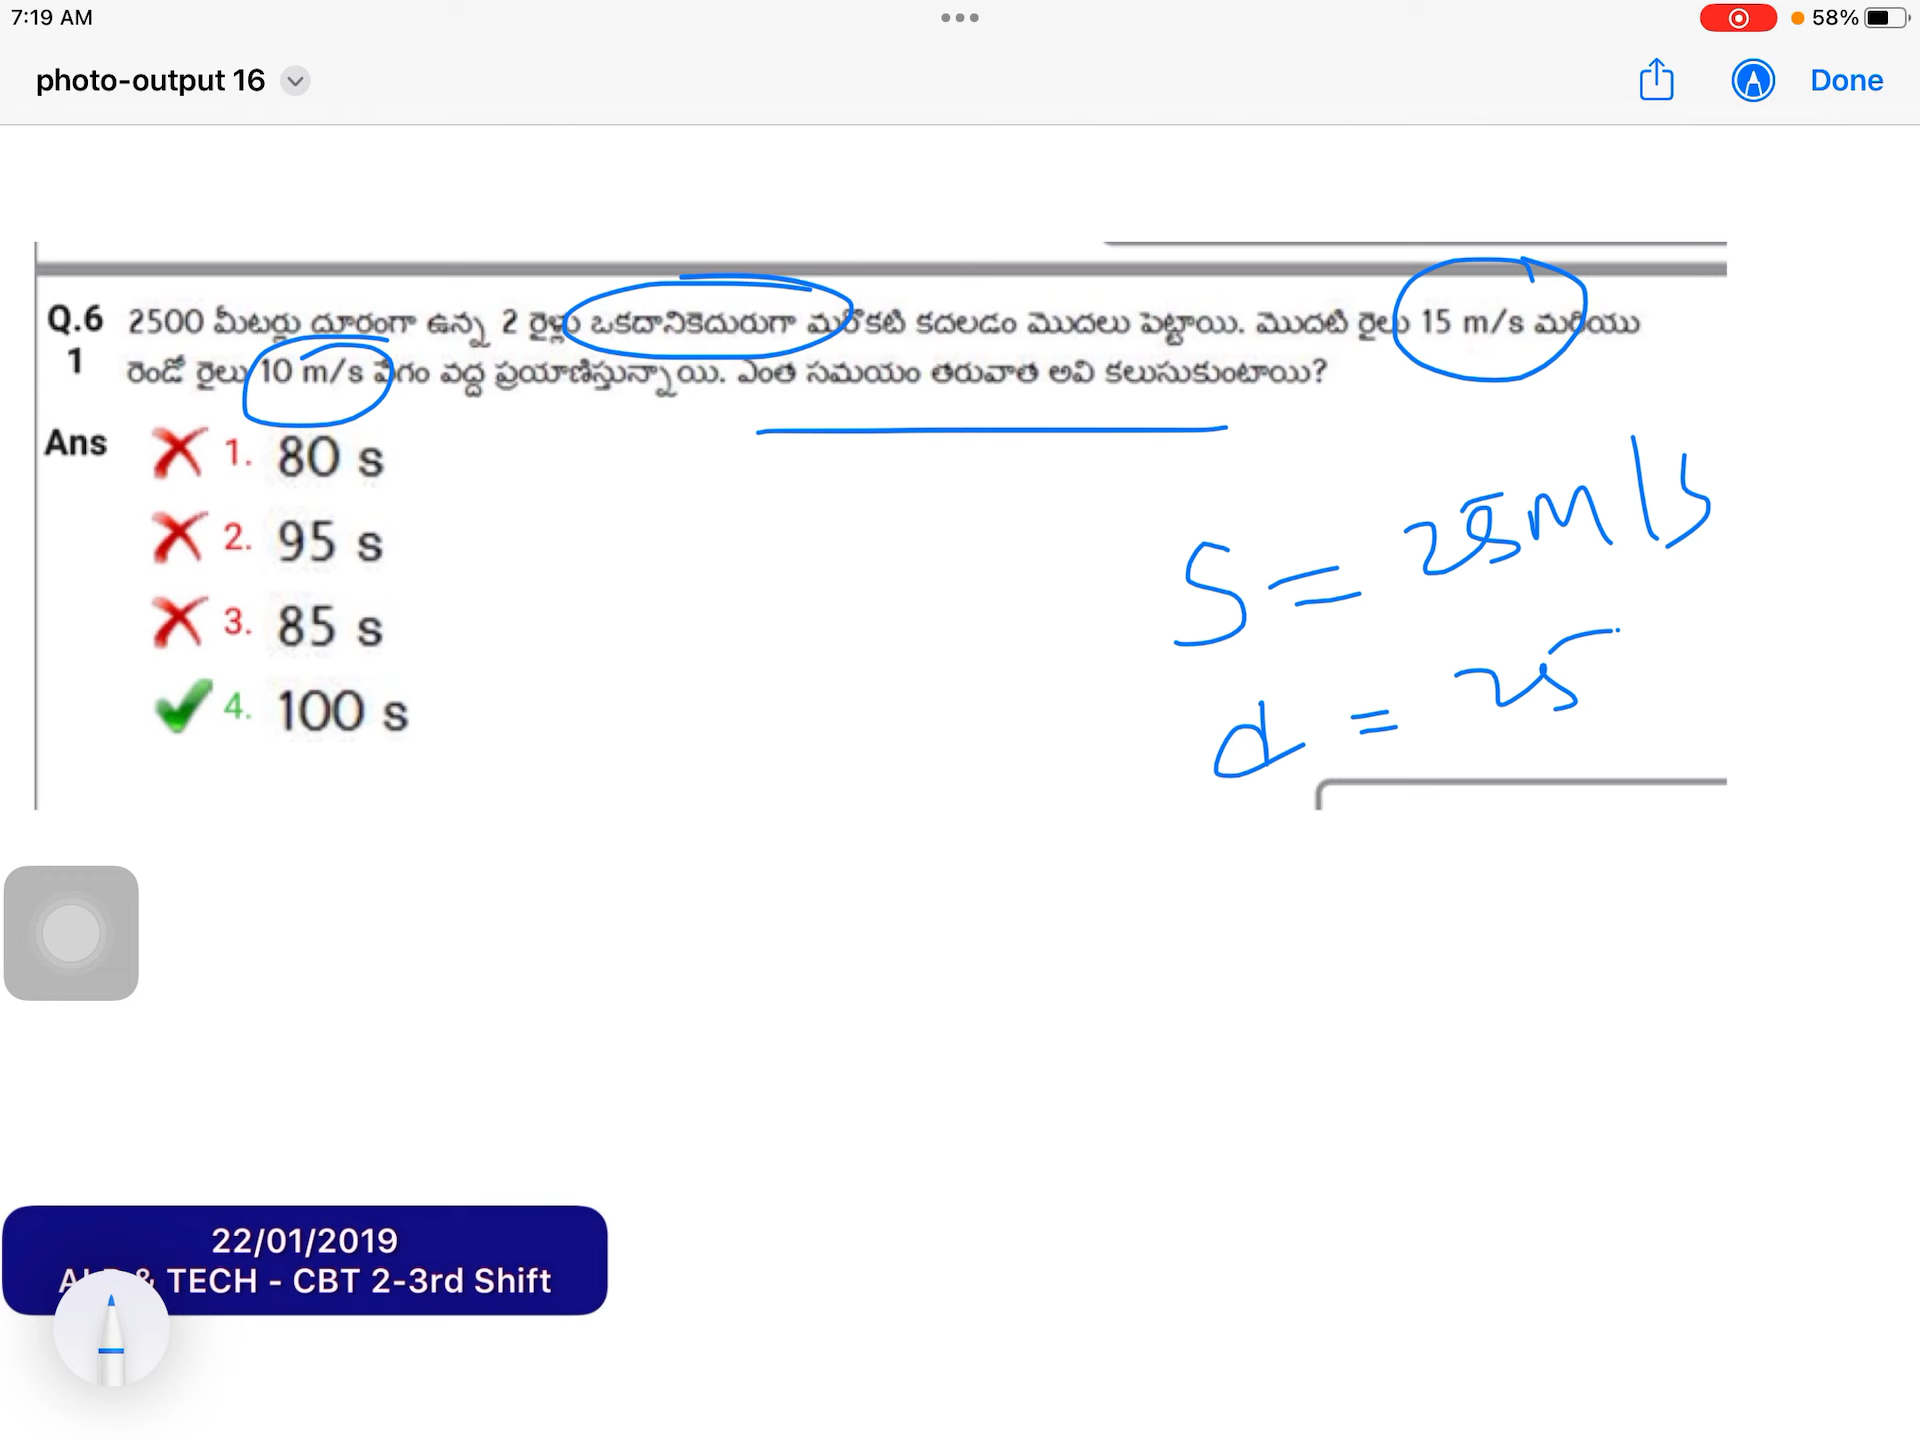 7:19 AM
58%
photo-output 16
Done
Q.6 2500 మీటర్లు దూరంగా ఉన్న 2 రైళ్లు ఒకదానికెదురుగా మరొకటి కదలడం మొదలు పెట్టాయి. మొదటి రైలు 15 m/s మరియు
1 రెండో రైలు 10 m/s వేగం వద్ద ప్రయాణిస్తున్నాయి. ఎంత సమయం తరువాత అవి కలుసుకుంటాయి?
Ans 1. 80 s
2. 95 s
3. 85 s
4. 100 s
S = 25 m/s
d = 25
22/01/2019
& TECH - CBT 2-3rd Shift